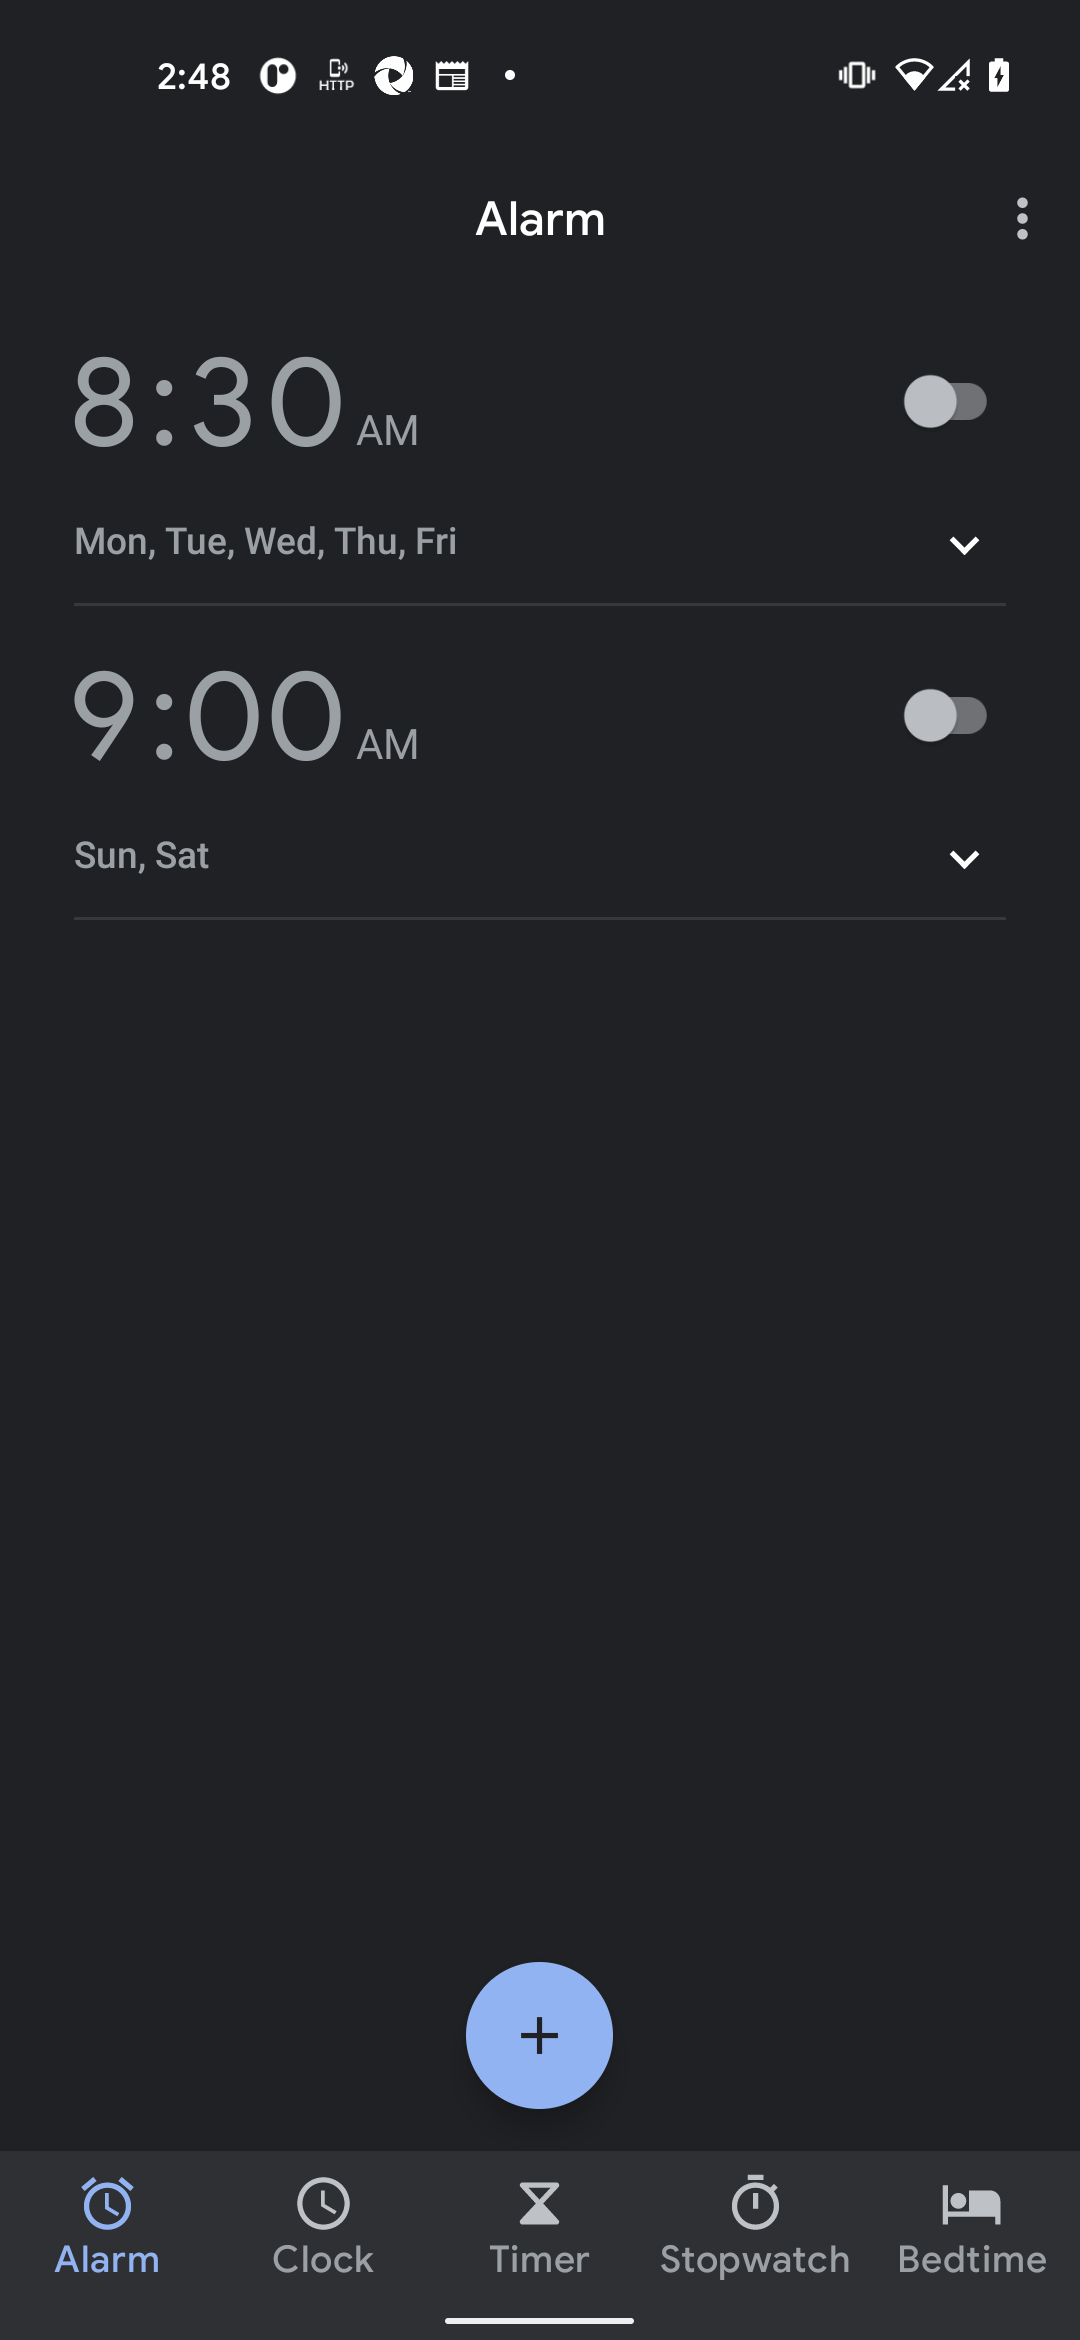 2:48 HTTP
Alarm
8:30 AM
Mon, Tue, Wed, Thu, Fri
9:00 AM
Sun, Sat
Alarm Clock Timer Stopwatch Bedtime